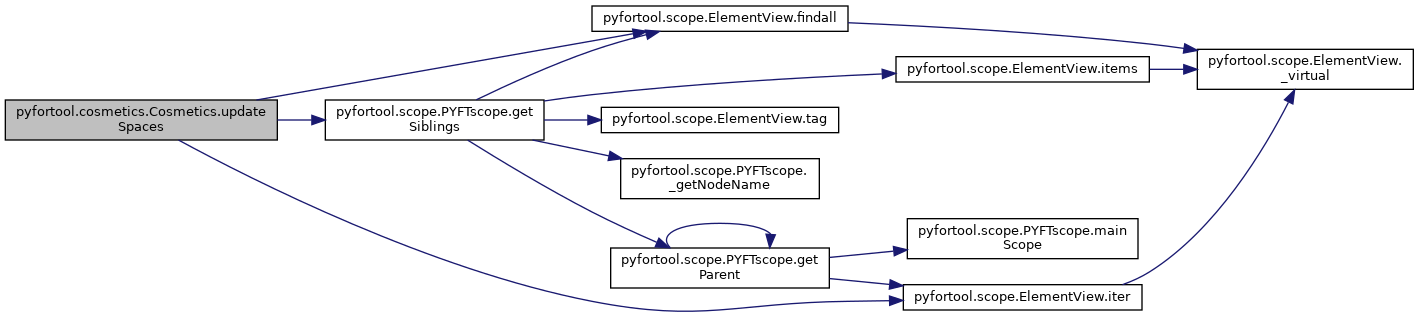 pyfortool.cosmetics.Cosmetics.update
Spaces
pyfortool.scope.PYFTscope.get
Siblings
pyfortool.scope.ElementView.findall
pyfortool.scope.ElementView.items
pyfortool.scope.ElementView.
_virtual
pyfortool.scope.ElementView.tag
pyfortool.scope.PYFTscope.
_getNodeName
pyfortool.scope.PYFTscope.get
Parent
pyfortool.scope.PYFTscope.main
Scope
pyfortool.scope.ElementView.iter